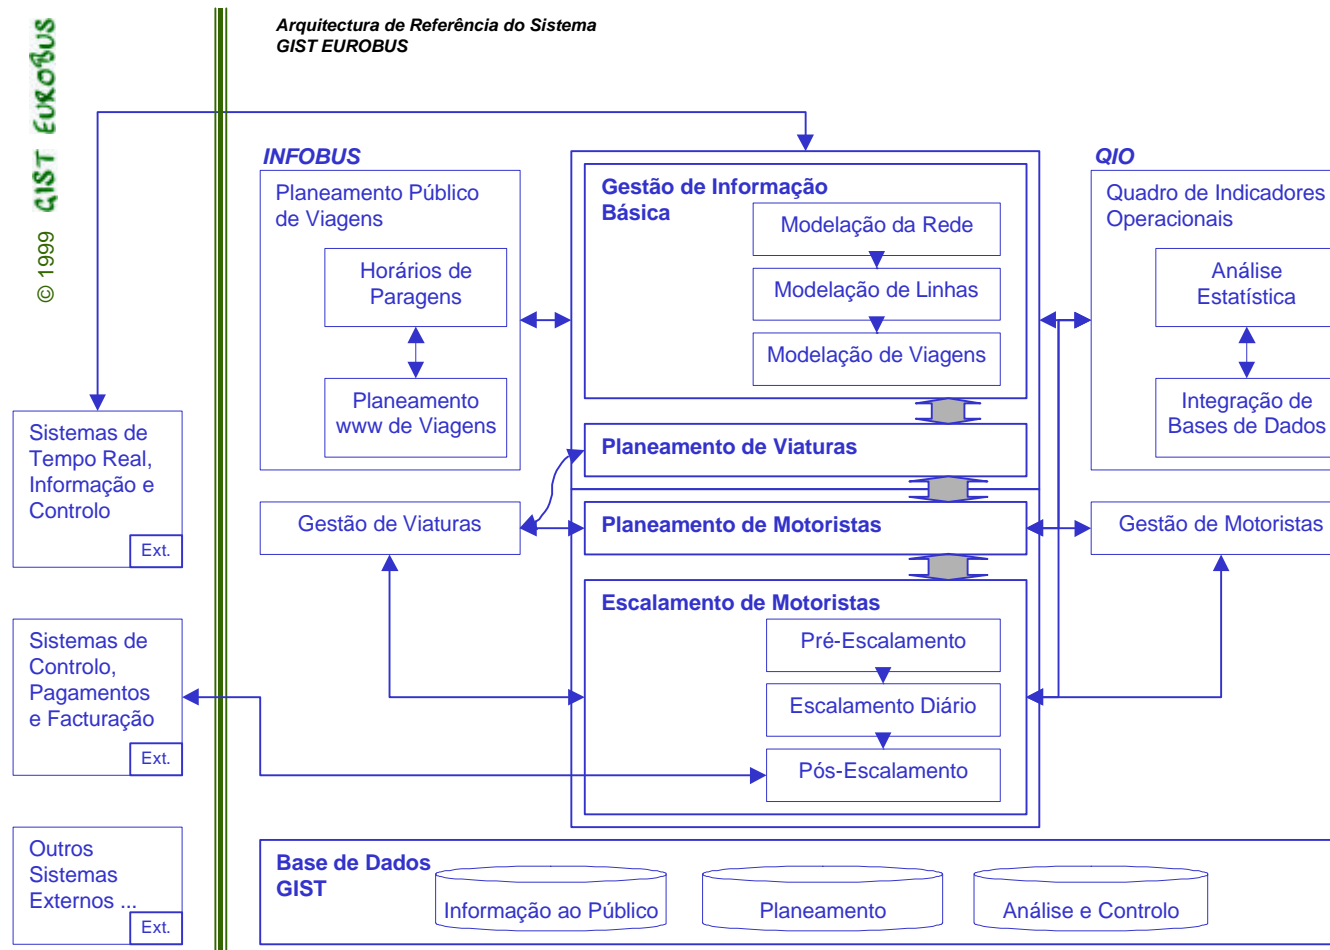 © 1999 GIST EUROBUS
Arquitectura de Referência do Sistema
GIST EUROBUS
INFOBUS
Planeamento Público
de Viagens
Horários de
Paragens
Planeamento
www de Viagens
Gestão de Informação
Básica
Modelação da Rede
Modelação de Linhas
Modelação de Viagens
QIO
Quadro de Indicadores
Operacionais
Análise
Estatística
Integração de
Bases de Dados
Sistemas de
Tempo Real,
Informação e
Controlo
Ext.
Planeamento de Viaturas
Gestão de Viaturas
Planeamento de Motoristas
Gestão de Motoristas
Escalamento de Motoristas
Pré-Escalamento
Escalamento Diário
Pós-Escalamento
Sistemas de
Controlo,
Pagamentos
e Facturação
Ext.
Outros
Sistemas
Externos ...
Ext.
Base de Dados
GIST
Informação ao Público
Planeamento
Análise e Controlo